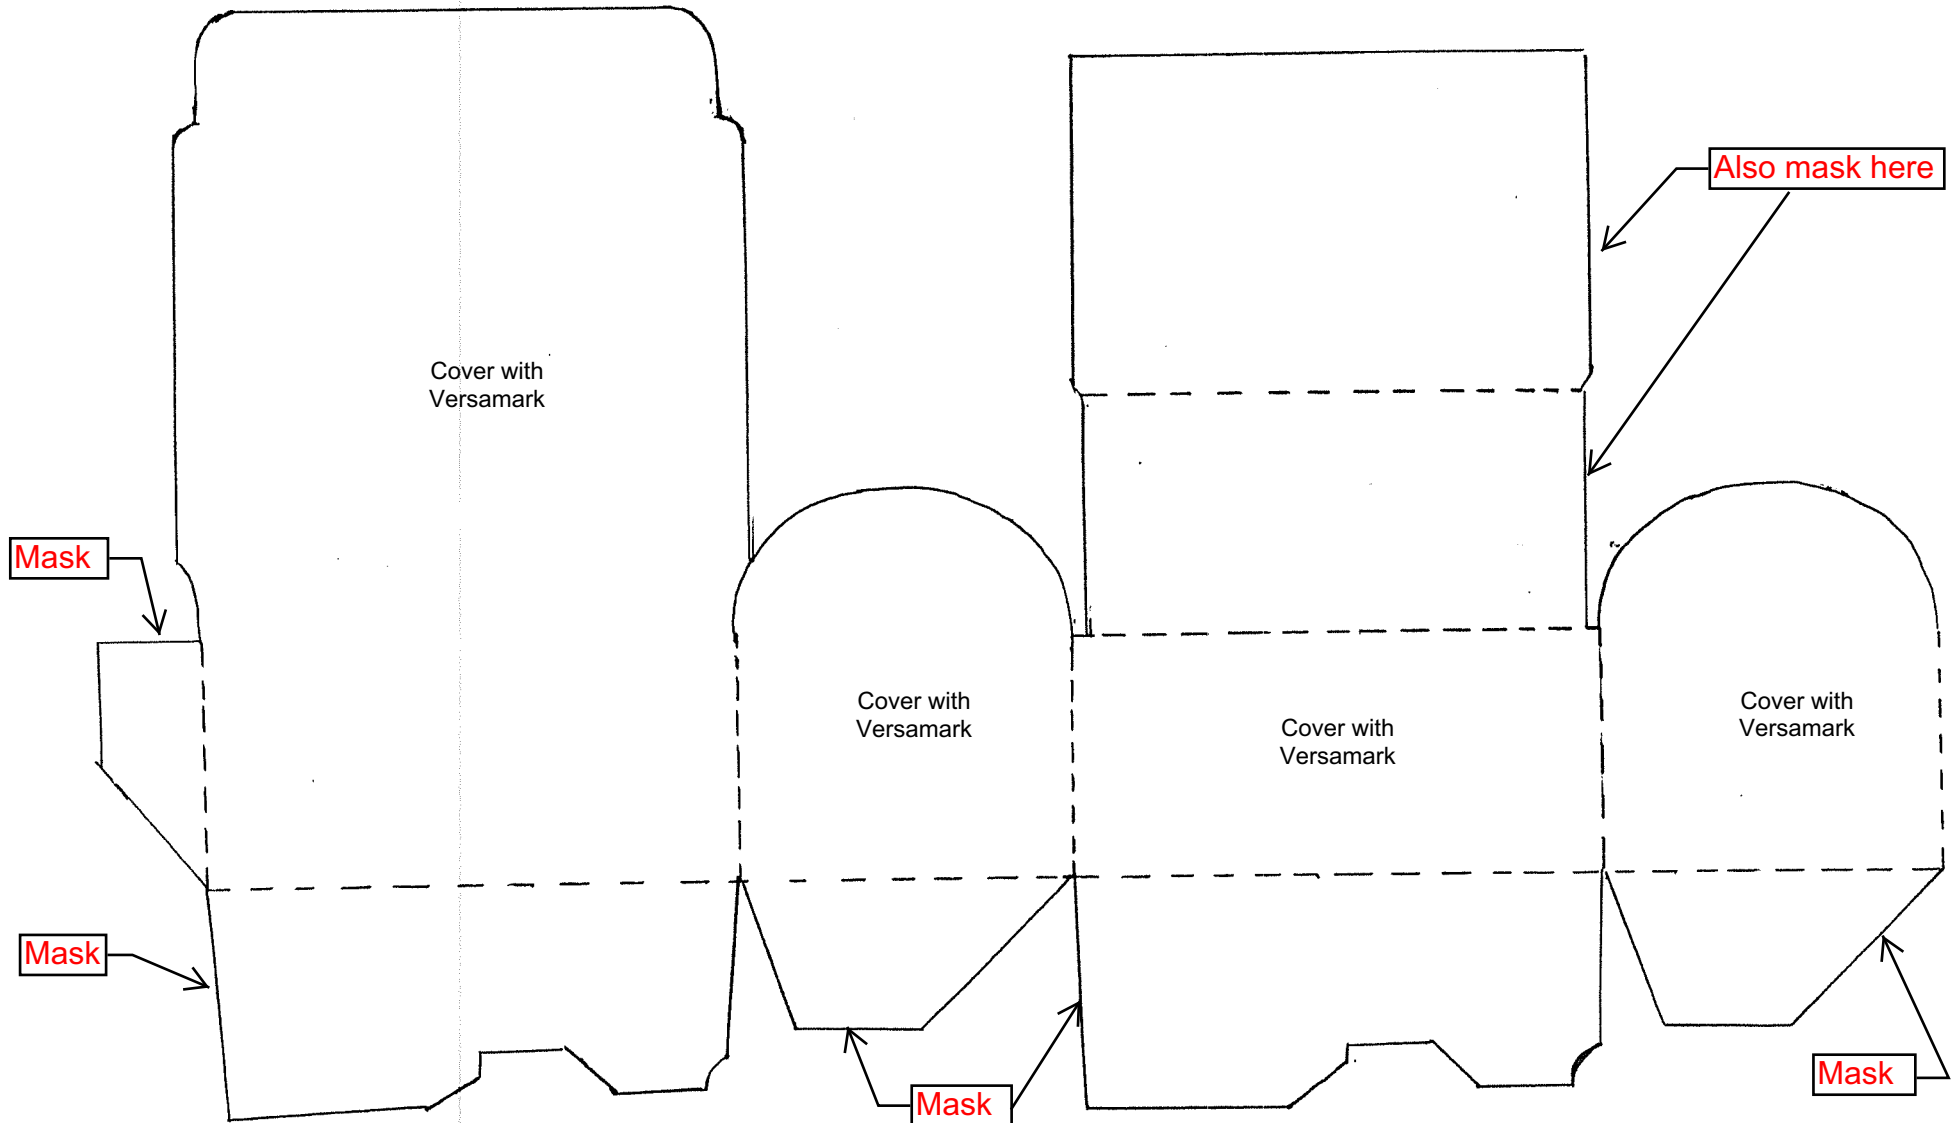 Also mask here
Cover with
Versamark
Mask
Cover with
Versamark
Cover with
Versamark
Cover with
Versamark
Mask
Mask
Mask